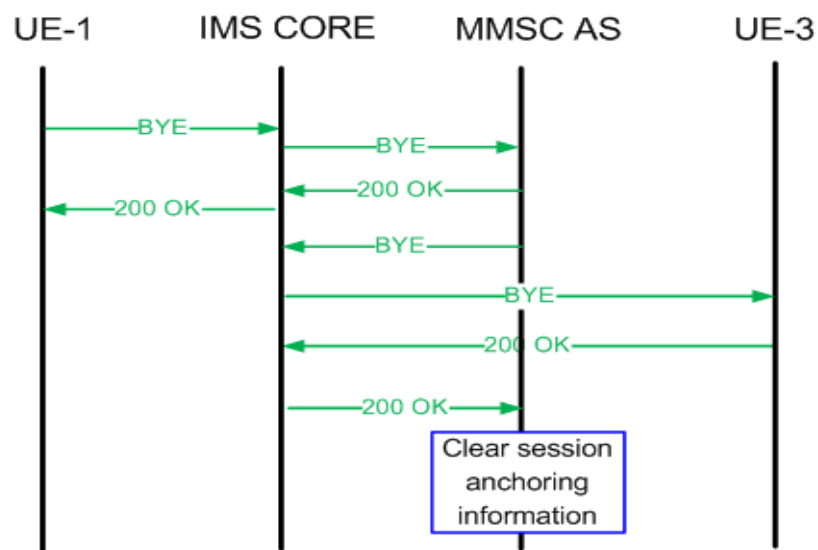 UE-1 IMS CORE MMSC AS UE-3
BYE
BYE
200 OK
200 OK
BYE
BYE
200 OK
200 OK
Clear session
anchoring
information